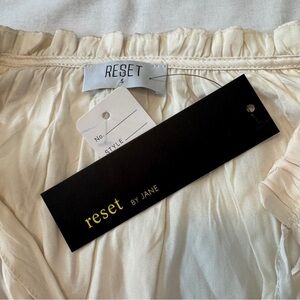 RESET
S
No.
STYLE
reset BY JANE